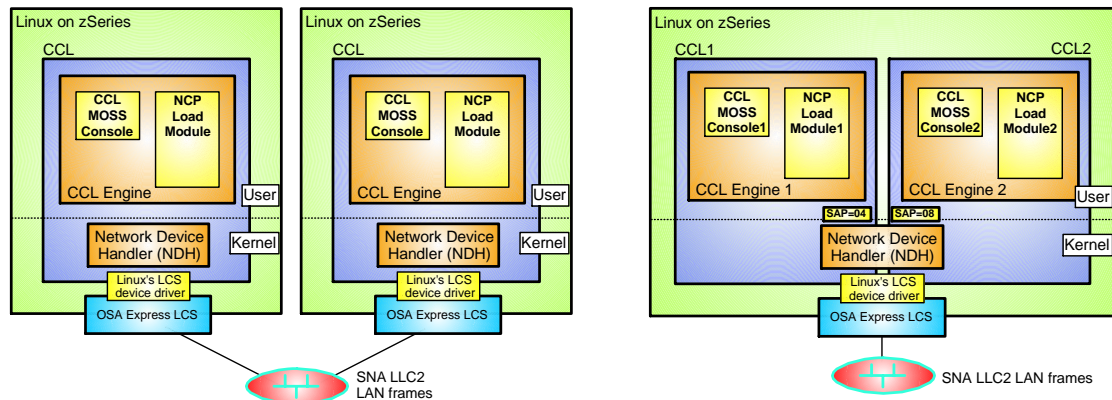 Linux on zSeries
CCL
CCL
MOSS
Console
NCP
Load
Module
CCL Engine
User
Kernel
Network Device
Handler (NDH)
Linux's LCS
device driver
OSA Express LCS
Linux on zSeries
CCL
CCL
MOSS
Console
NCP
Load
Module
CCL Engine
User
Kernel
Network Device
Handler (NDH)
Linux's LCS
device driver
OSA Express LCS
SNA LLC2
LAN frames
Linux on zSeries
CCL1
CCL2
CCL
MOSS
Console1
NCP
Load
Module1
CCL Engine 1
CCL
MOSS
Console2
NCP
Load
Module2
CCL Engine 2
User
SAP=04
SAP=08
Kernel
Network Device
Handler (NDH)
Linux's LCS
device driver
OSA Express LCS
SNA LLC2 LAN frames